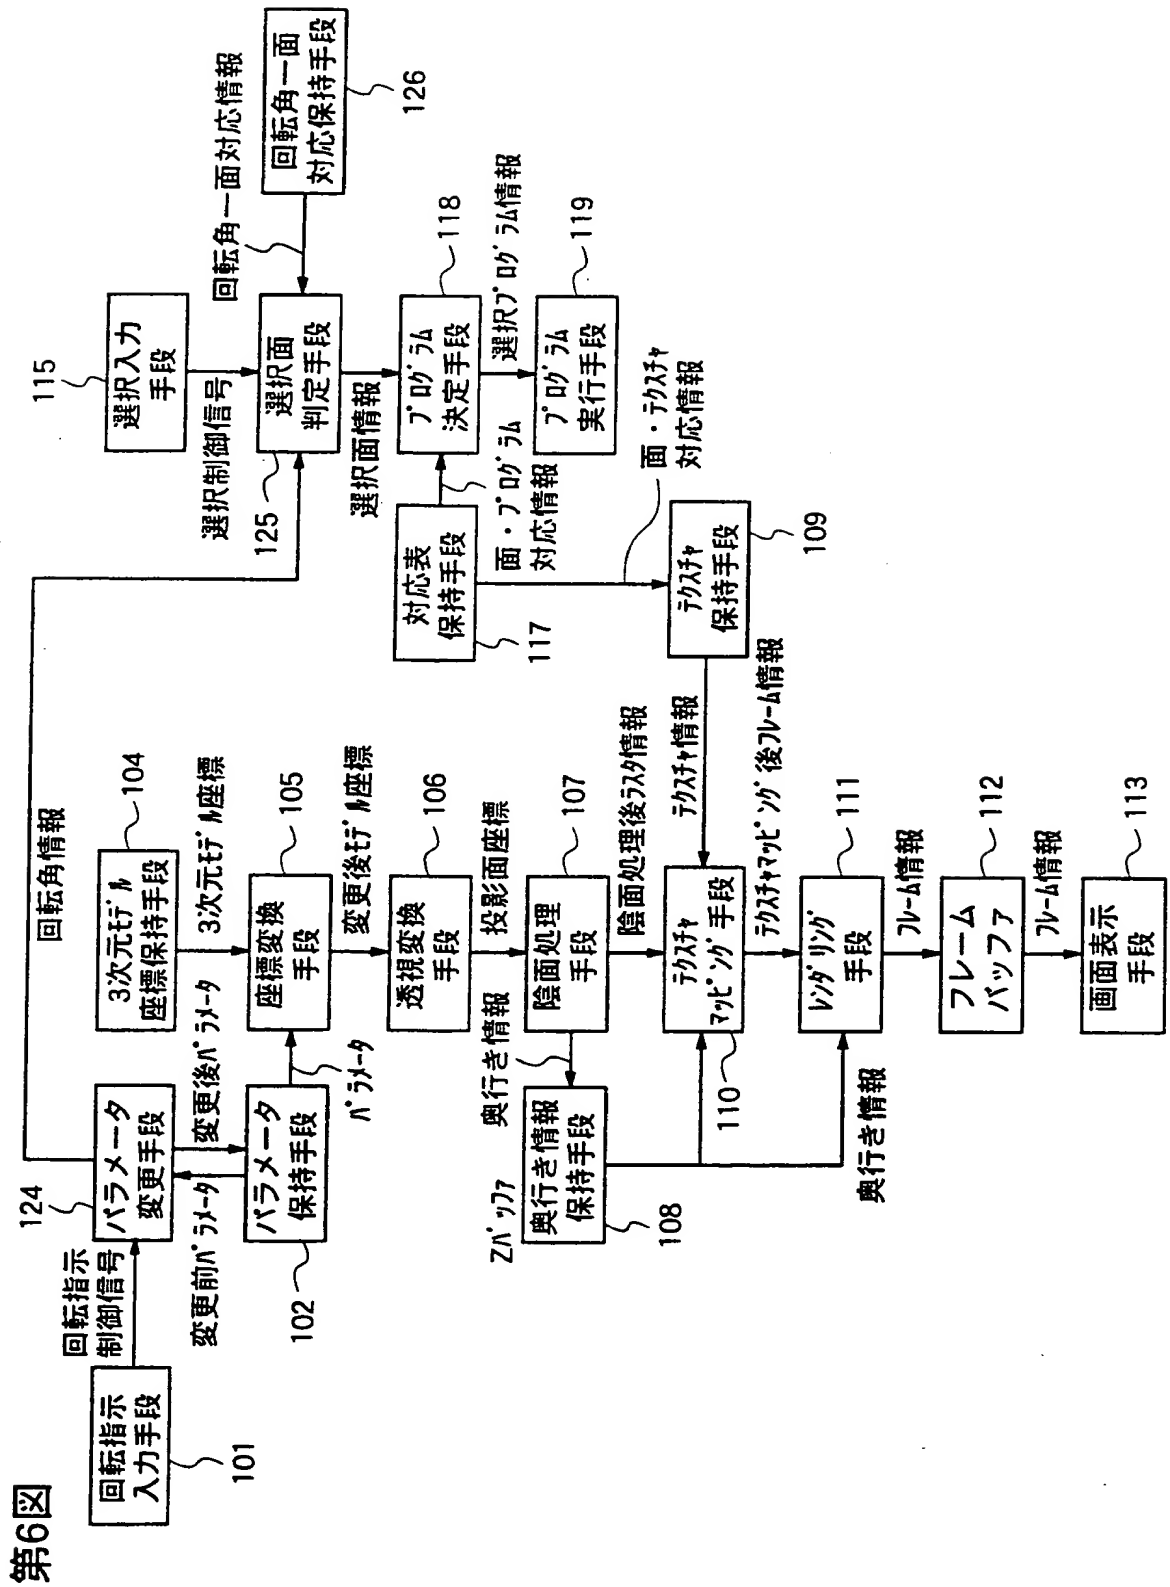 第6図
回転指示
入力手段
101
回転指示
制御信号
パラメータ
変更手段
124
回転角情報
変更前パラメータ
変更後パラメータ
パラメータ
保持手段
102
パラメータ
3次元モデル
座標保持手段
104
3次元モデル座標
座標変換
手段
105
変更後モデル座標
透視変換
手段
106
投影面座標
陰面処理
手段
107
奥行き情報
Zバッファ
奥行き情報
保持手段
108
陰面処理後ラスタ情報
テクスチャ
マッピング手段
110
テクスチャ情報
テクスチャマッピング後フレーム情報
レンダリング
手段
111
奥行き情報
フレーム情報
フレーム
バッファ
112
フレーム情報
画面表示
手段
113
選択入力
手段
115
選択制御信号
選択面
判定手段
125
回転角ー面対応情報
回転角ー面
対応保持手段
126
選択面情報
プログラム
決定手段
118
選択プログラム情報
プログラム
実行手段
119
対応表
保持手段
117
面・プログラム
対応情報
面・テクスチャ
対応情報
テクスチャ
保持手段
109